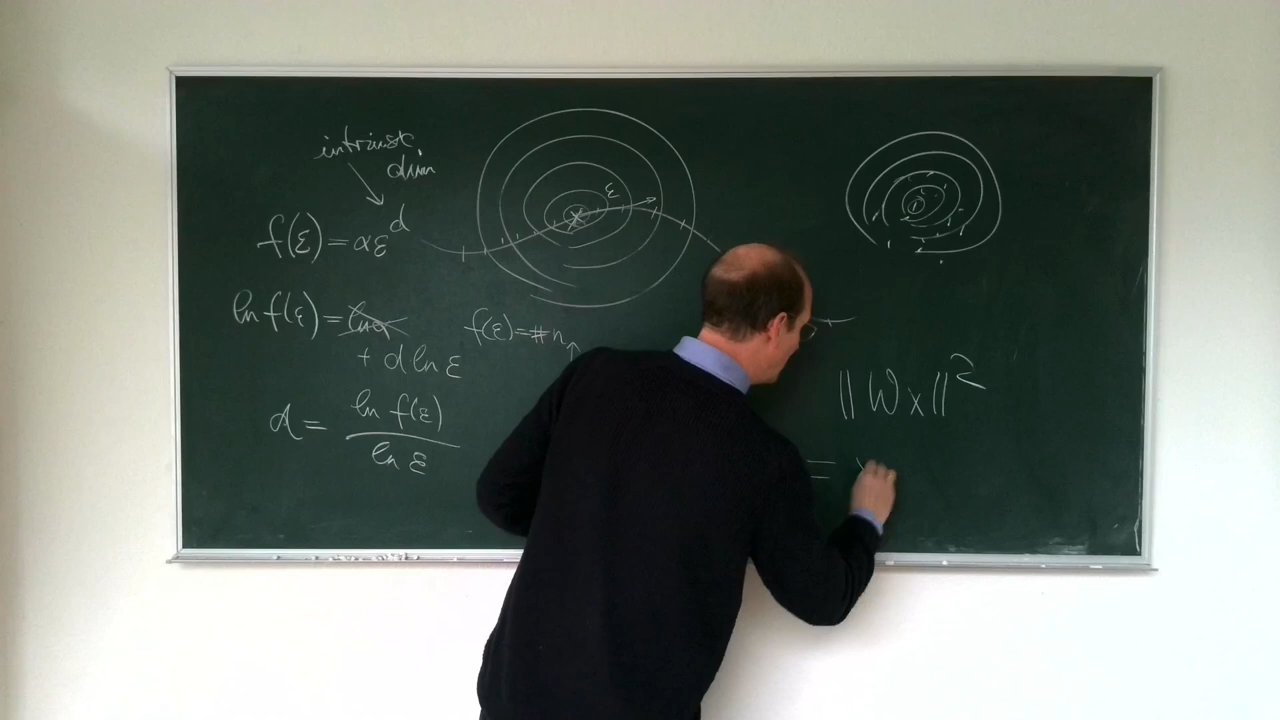 intrinsic
dim
f(ε) = αε^d
ln f(ε) = ln α
+ d ln ε
d = ln f(ε) / ln ε
ε
f(ε) = # n
||Wx||²
= x